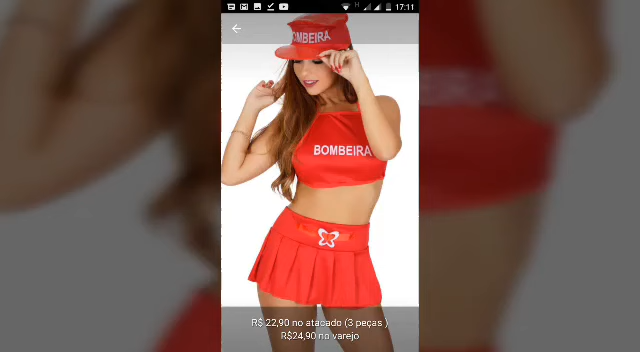 17:11
BOMBEIRA
BOMBEIRA
R$ 22,90 no atacado (3 peças )
R$24,90 no varejo